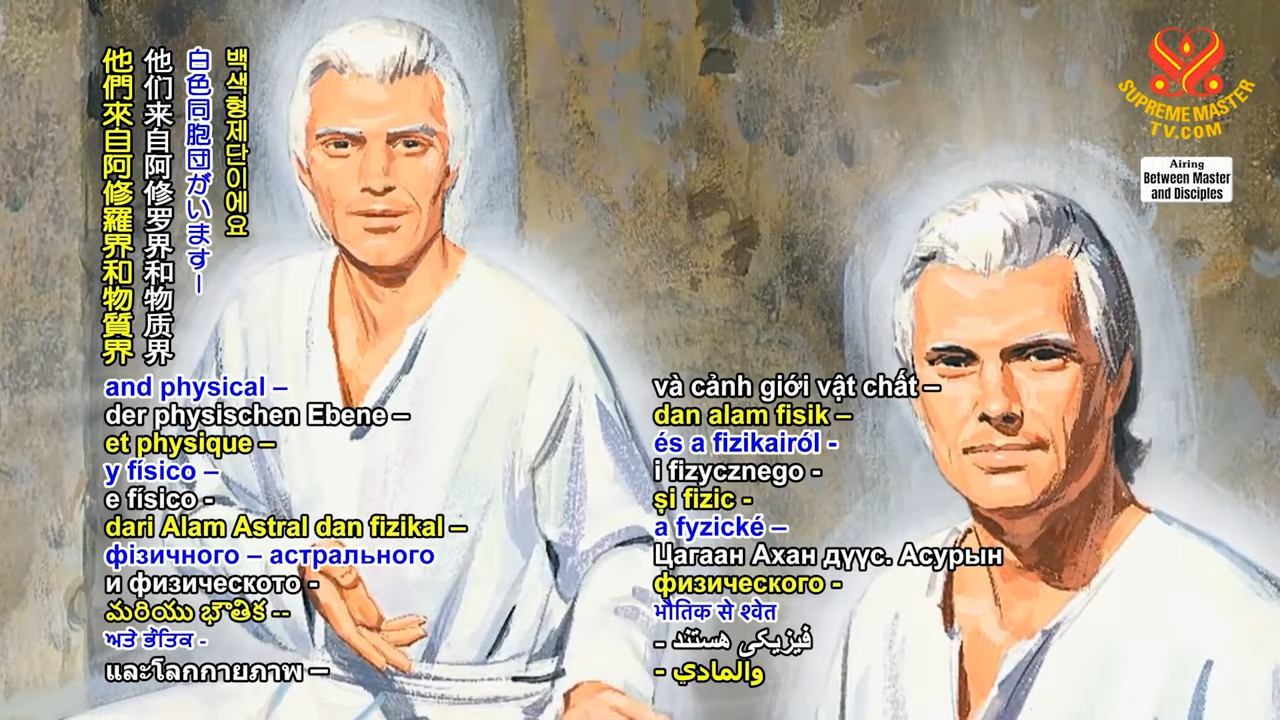 백색형제단이에요
白色同胞団がいますー
他们来自阿修罗界和物质界
他們來自阿修羅界和物質界
SUPREME MASTER
TV.COM
Airing
Between Master
and Disciples
and physical –
der physischen Ebene –
et physique –
y físico –
e físico -
dari Alam Astral dan fizikal –
фізичного – астрального
и физическото -
మరియు భౌతిక --
ਅਤੇ ਭੌਤਿਕ -
และโลกกายภาพ –
và cảnh giới vật chất –
dan alam fisik –
és a fizikairól -
i fizycznego -
și fizic -
a fyzické –
Цагаан Ахан дүүс. Асурын
физического -
भौतिक से श्वेत
فیزیکی هستند -
والمادي -